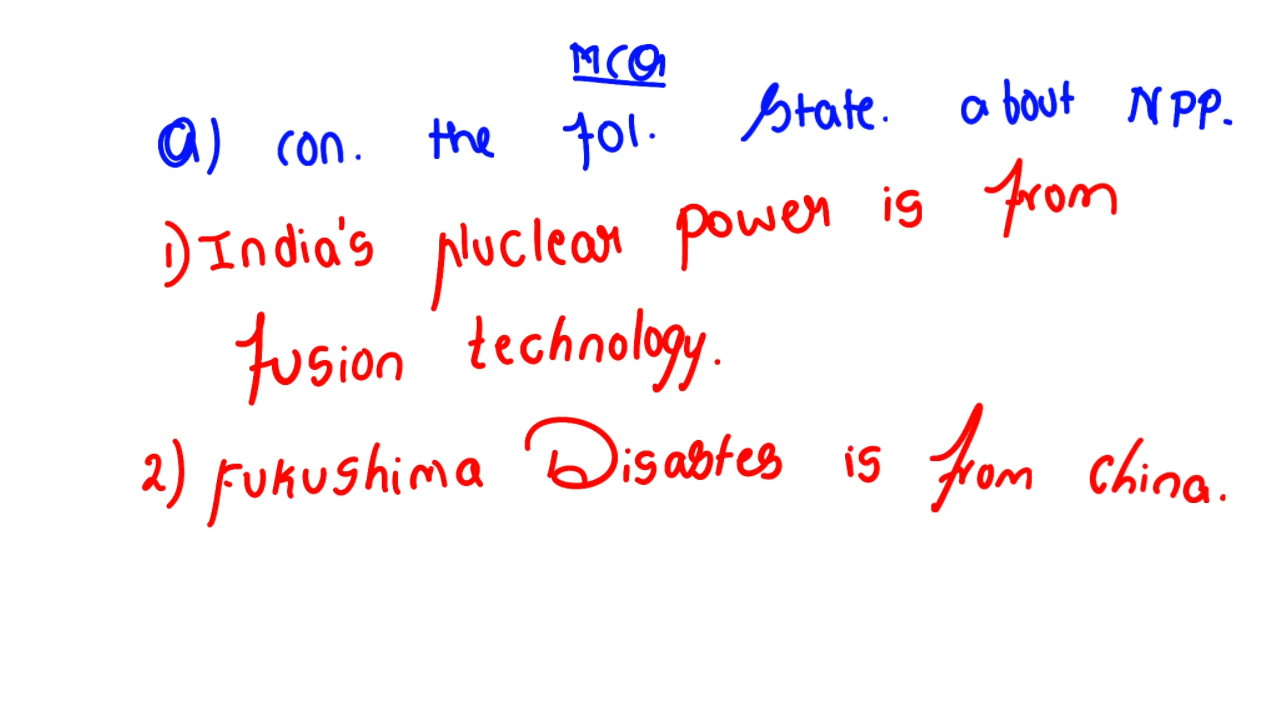 MCQ
Q) con. the fol. state. about NPP.
1) India's Nuclear power is from
fusion technology.
2) Fukushima Disaster is from China.